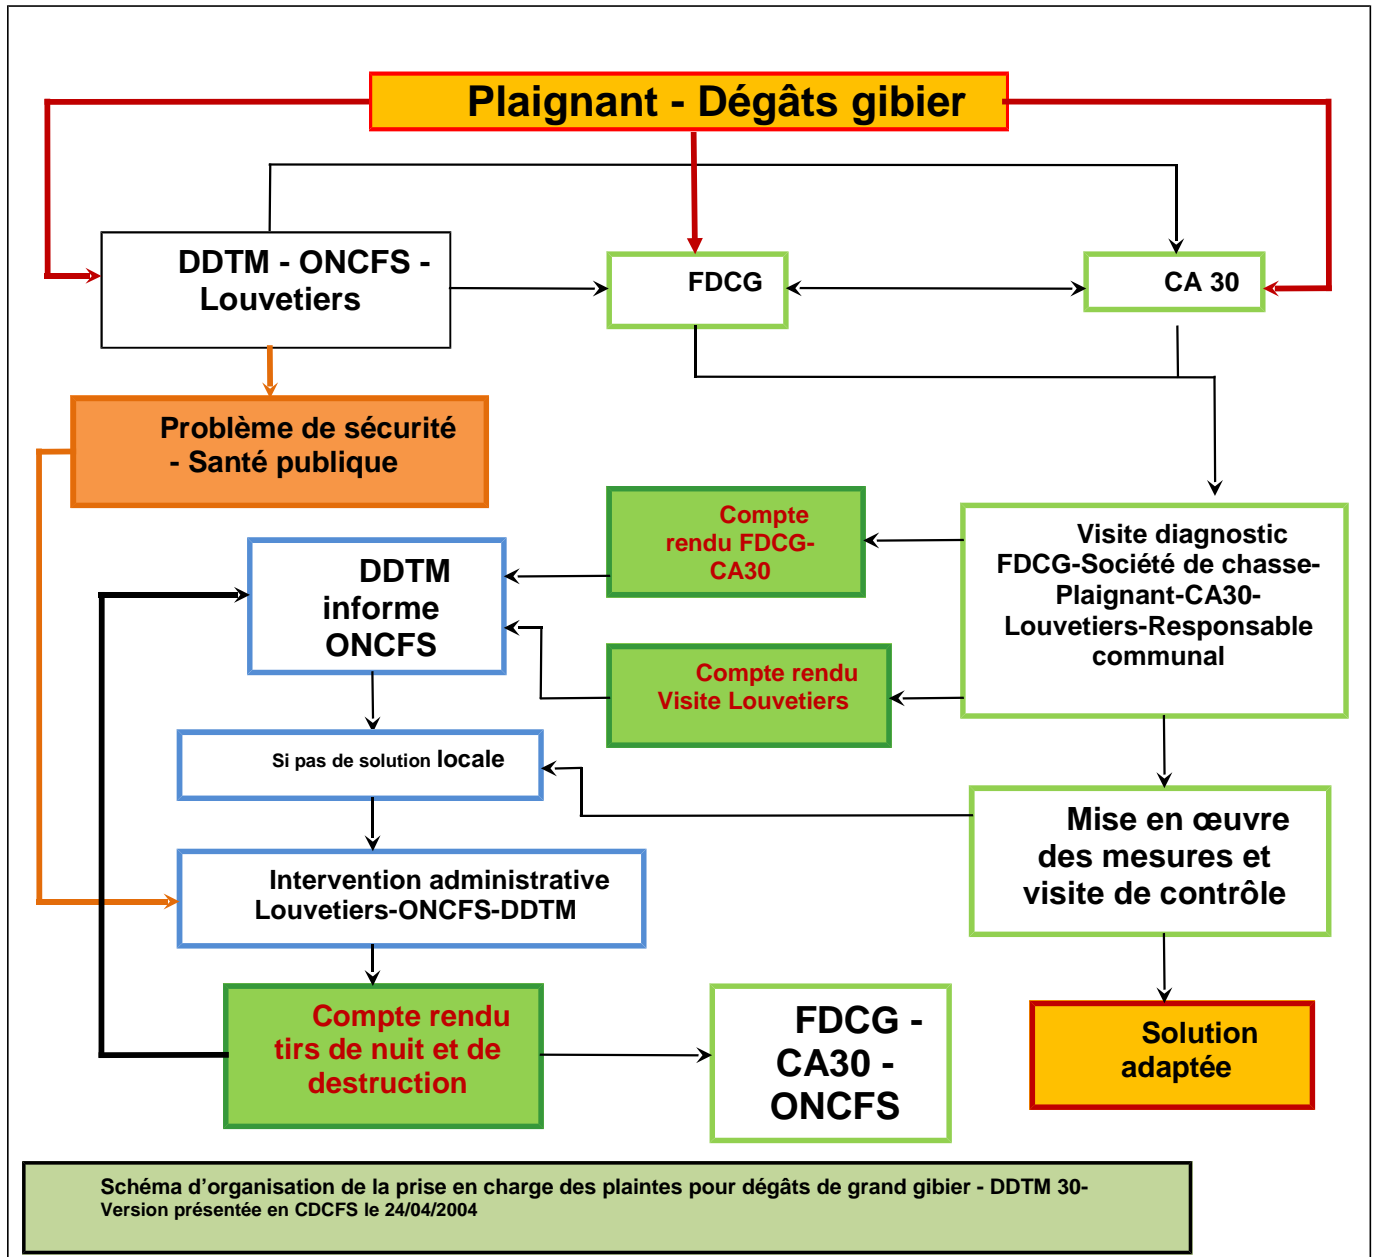 Plaignant - Dégâts gibier
DDTM - ONCFS -
Louvetiers
FDCG
CA 30
Problème de sécurité
- Santé publique
Compte
rendu FDCG-
CA30
Visite diagnostic
FDCG-Société de chasse-
Plaignant-CA30-
Louvetiers-Responsable
communal
DDTM
informe
ONCFS
Compte rendu
Visite Louvetiers
Si pas de solution locale
Mise en œuvre
des mesures et
visite de contrôle
Intervention administrative
Louvetiers-ONCFS-DDTM
Compte rendu
tirs de nuit et de
destruction
FDCG -
CA30 -
ONCFS
Solution
adaptée
Schéma d’organisation de la prise en charge des plaintes pour dégâts de grand gibier - DDTM 30-
Version présentée en CDCFS le 24/04/2004